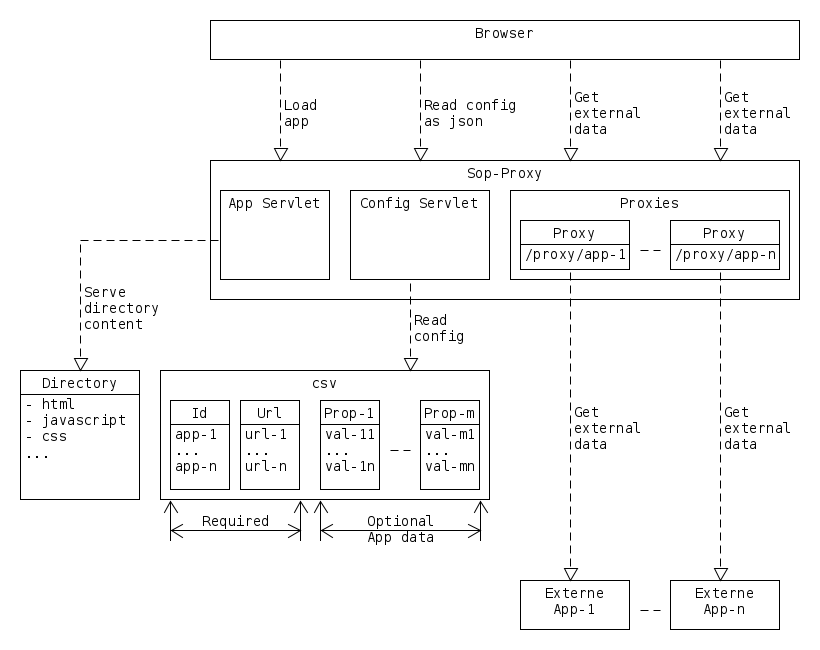 Browser
Load
app
Read config
as json
Get
external
data
Get
external
data
Sop-Proxy
App Servlet
Config Servlet
Proxies
Proxy
/proxy/app-1
--
Proxy
/proxy/app-n
Serve
directory
content
Read
config
Directory
- html
- javascript
- css
...
csv
Id
app-1
...
app-n
Url
url-1
...
url-n
Prop-1
val-11
...
val-1n
--
Prop-m
val-m1
...
val-mn
Required
Optional
App data
Get
external
data
Get
external
data
Externe
App-1
--
Externe
App-n